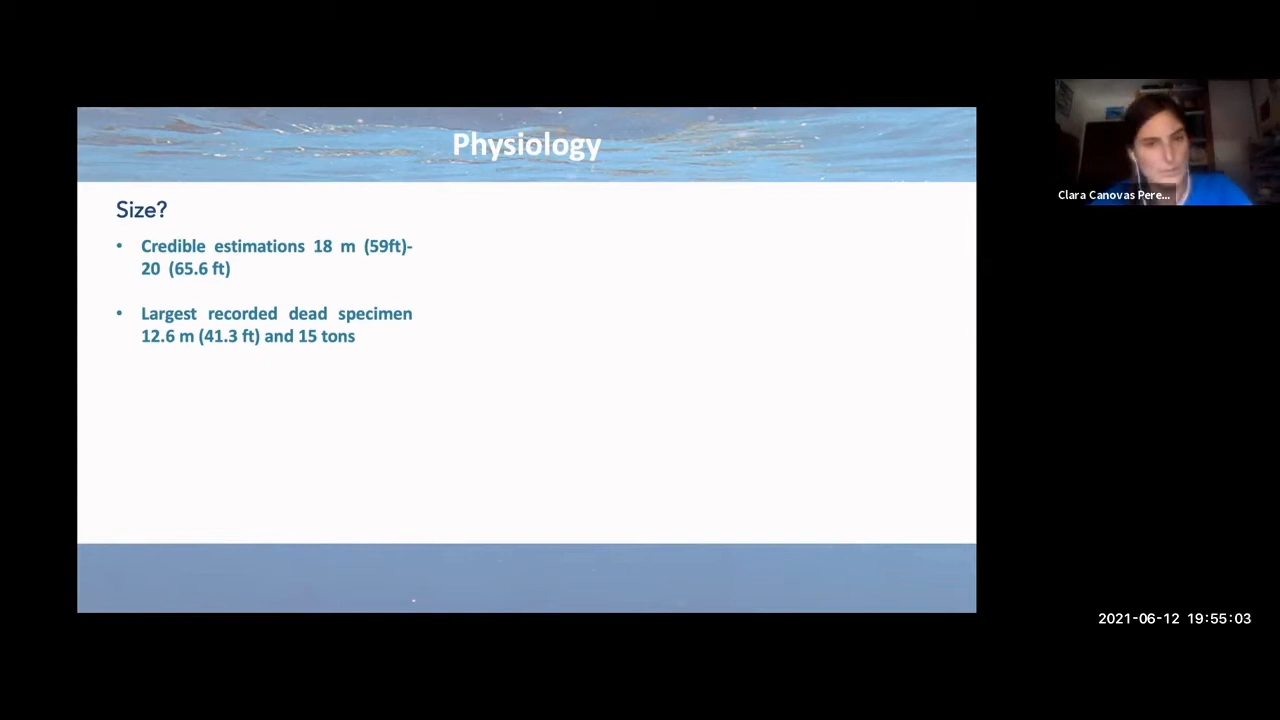 Physiology
Size?
• Credible estimations 18 m (59ft)-
20 (65.6 ft)
• Largest recorded dead specimen
12.6 m (41.3 ft) and 15 tons
Clara Canovas Pere...
2021-06-12 19:55:03